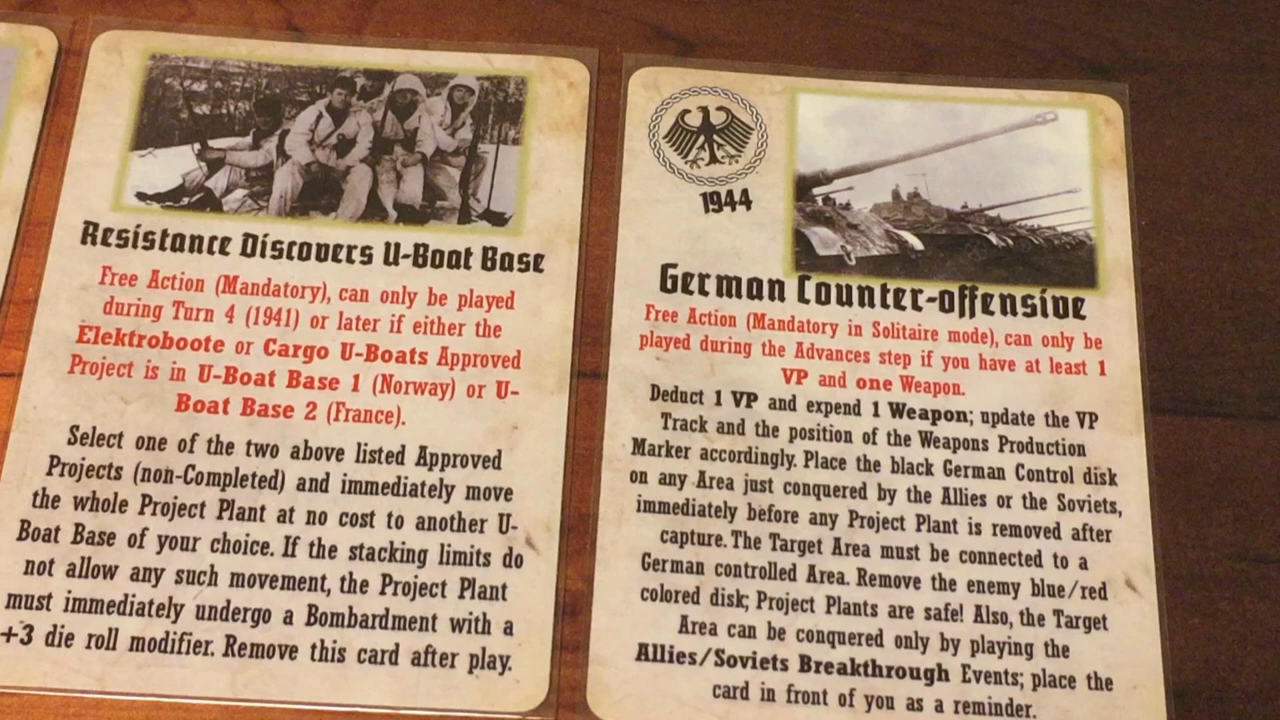 Resistance Discovers U-Boat Base
Free Action (Mandatory), can only be played
during Turn 4 (1941) or later if either the
Elektroboote or Cargo U-Boats Approved
Project is in U-Boat Base 1 (Norway) or U-
Boat Base 2 (France).
Select one of the two above listed Approved
Projects (non-Completed) and immediately move
the whole Project Plant at no cost to another U-
Boat Base of your choice. If the stacking limits do
not allow any such movement, the Project Plant
must immediately undergo a Bombardment with a
+3 die roll modifier. Remove this card after play.
1944
German Counter-offensive
Free Action (Mandatory in Solitaire mode), can only be
played during the Advances step if you have at least 1
VP and one Weapon.
Deduct 1 VP and expend 1 Weapon; update the VP
Track and the position of the Weapons Production
Marker accordingly. Place the black German Control disk
on any Area just conquered by the Allies or the Soviets,
immediately before any Project Plant is removed after
capture. The Target Area must be connected to a
German controlled Area. Remove the enemy blue/red
colored disk; Project Plants are safe! Also, the Target
Area can be conquered only by playing the
Allies/Soviets Breakthrough Events; place the
card in front of you as a reminder.